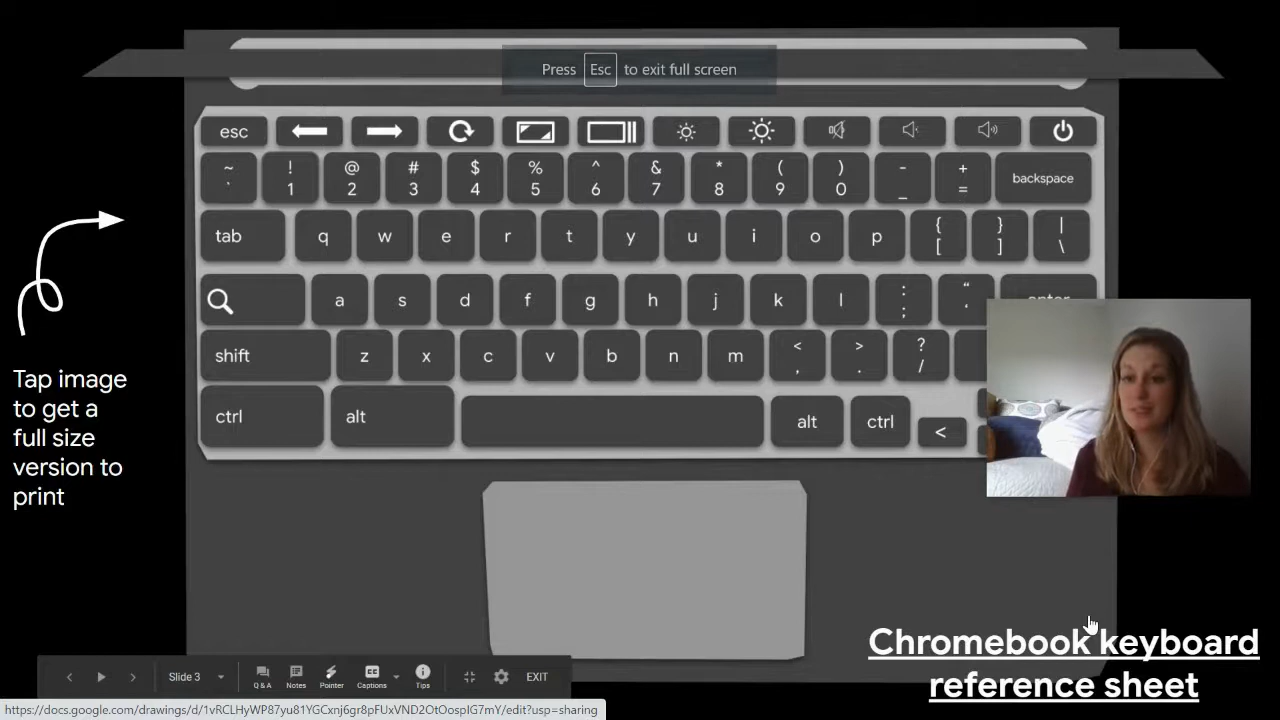 Press Esc to exit full screen
esc
~ ! @ # $ % ^ & * ( ) - +
` 1 2 3 4 5 6 7 8 9 0 _ = backspace
tab q w e r t y u i o p { [ } ] | \
a s d f g h j k l : ; “ ‘
shift z x c v b n m < , > . ? /
ctrl alt alt ctrl <
Tap image
to get a
full size
version to
print
Chromebook keyboard
reference sheet
Slide 3 Q & A Notes Pointer CC Captions Tips EXIT
https://docs.google.com/drawings/d/1vRCLHyWP87yu81YGCxnj6gr8pFUxVND2OtOospIG7mY/edit?usp=sharing